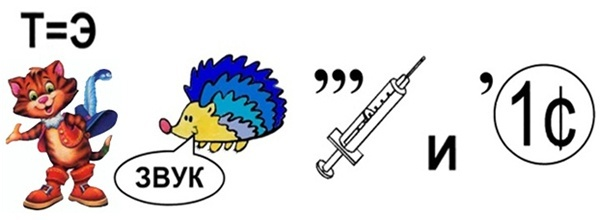 Т=Э
ЗВУК
,,,
и
,
1¢